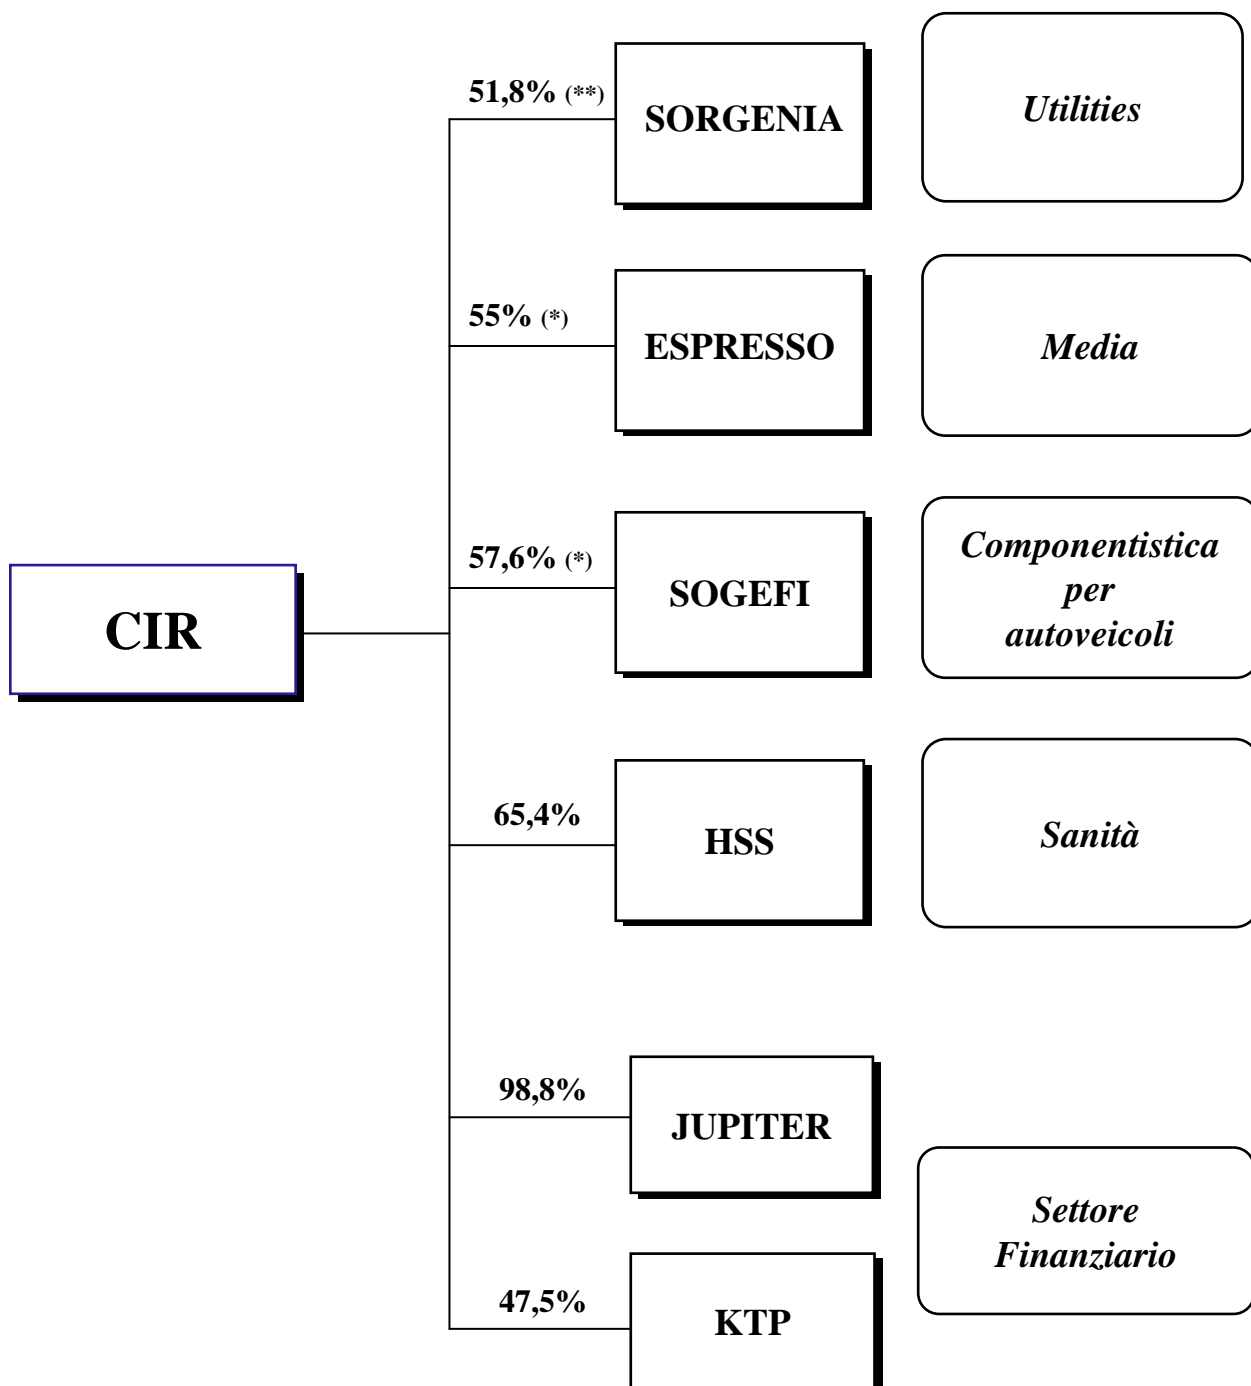 51,8% (**)
SORGENIA
Utilities
55% (*)
ESPRESSO
Media
57,6% (*)
SOGEFI
Componentistica
per
autoveicoli
CIR
65,4%
HSS
Sanità
98,8%
JUPITER
Settore
Finanziario
47,5%
KTP